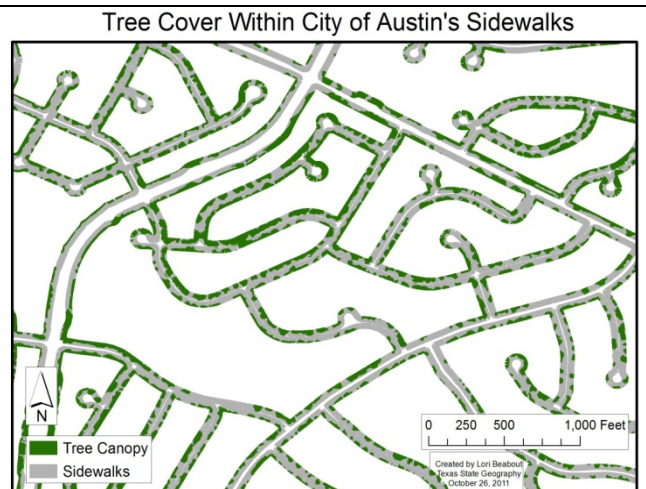 Tree Cover Within City of Austin's Sidewalks
N
Tree Canopy
Sidewalks
0 250 500 1,000 Feet
Created by Lori Beabout
Texas State Geography
October 26, 2011